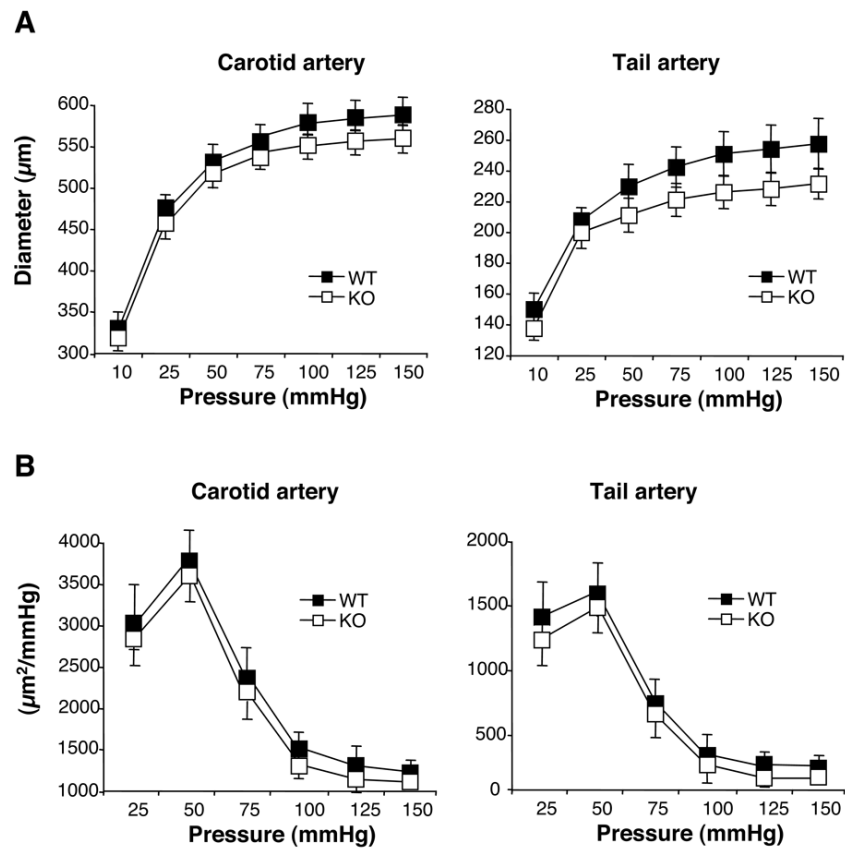 A
Carotid artery
Diameter (µm)
600
550
500
450
400
350
300
WT
KO
10 25 50 75 100 125 150
Pressure (mmHg)
Tail artery
280
260
240
220
200
180
160
140
120
WT
KO
10 25 50 75 100 125 150
Pressure (mmHg)
B
Carotid artery
(µm²/mmHg)
4000
3500
3000
2500
2000
1500
1000
WT
KO
25 50 75 100 125 150
Pressure (mmHg)
Tail artery
2000
1500
1000
500
0
WT
KO
25 50 75 100 125 150
Pressure (mmHg)